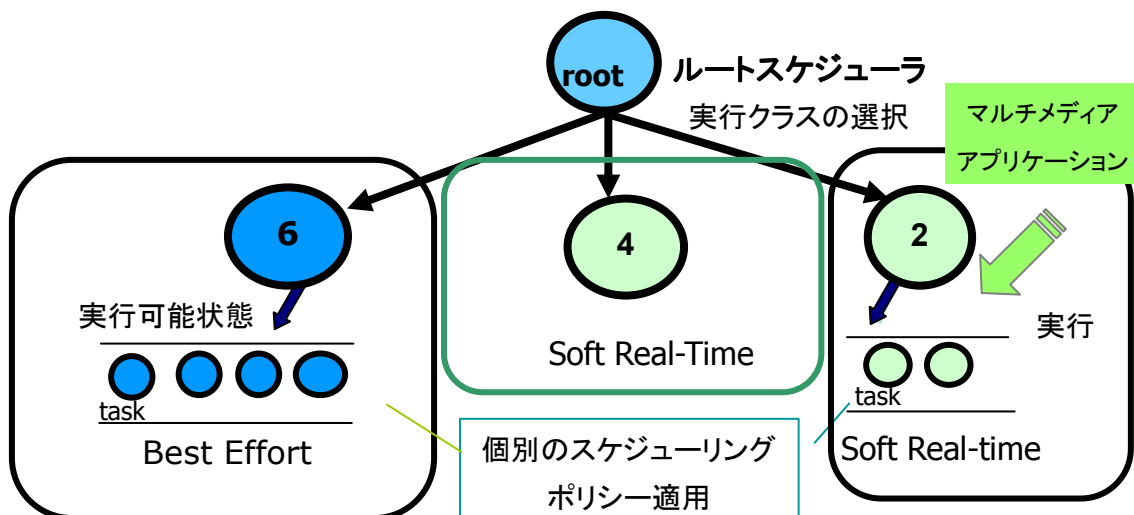 root
ルートスケジューラ
実行クラスの選択
マルチメディア
アプリケーション
6
4
2
実行可能状態
実行
Soft Real-Time
task
task
Best Effort
Soft Real-time
個別のスケジューリング
ポリシー適用